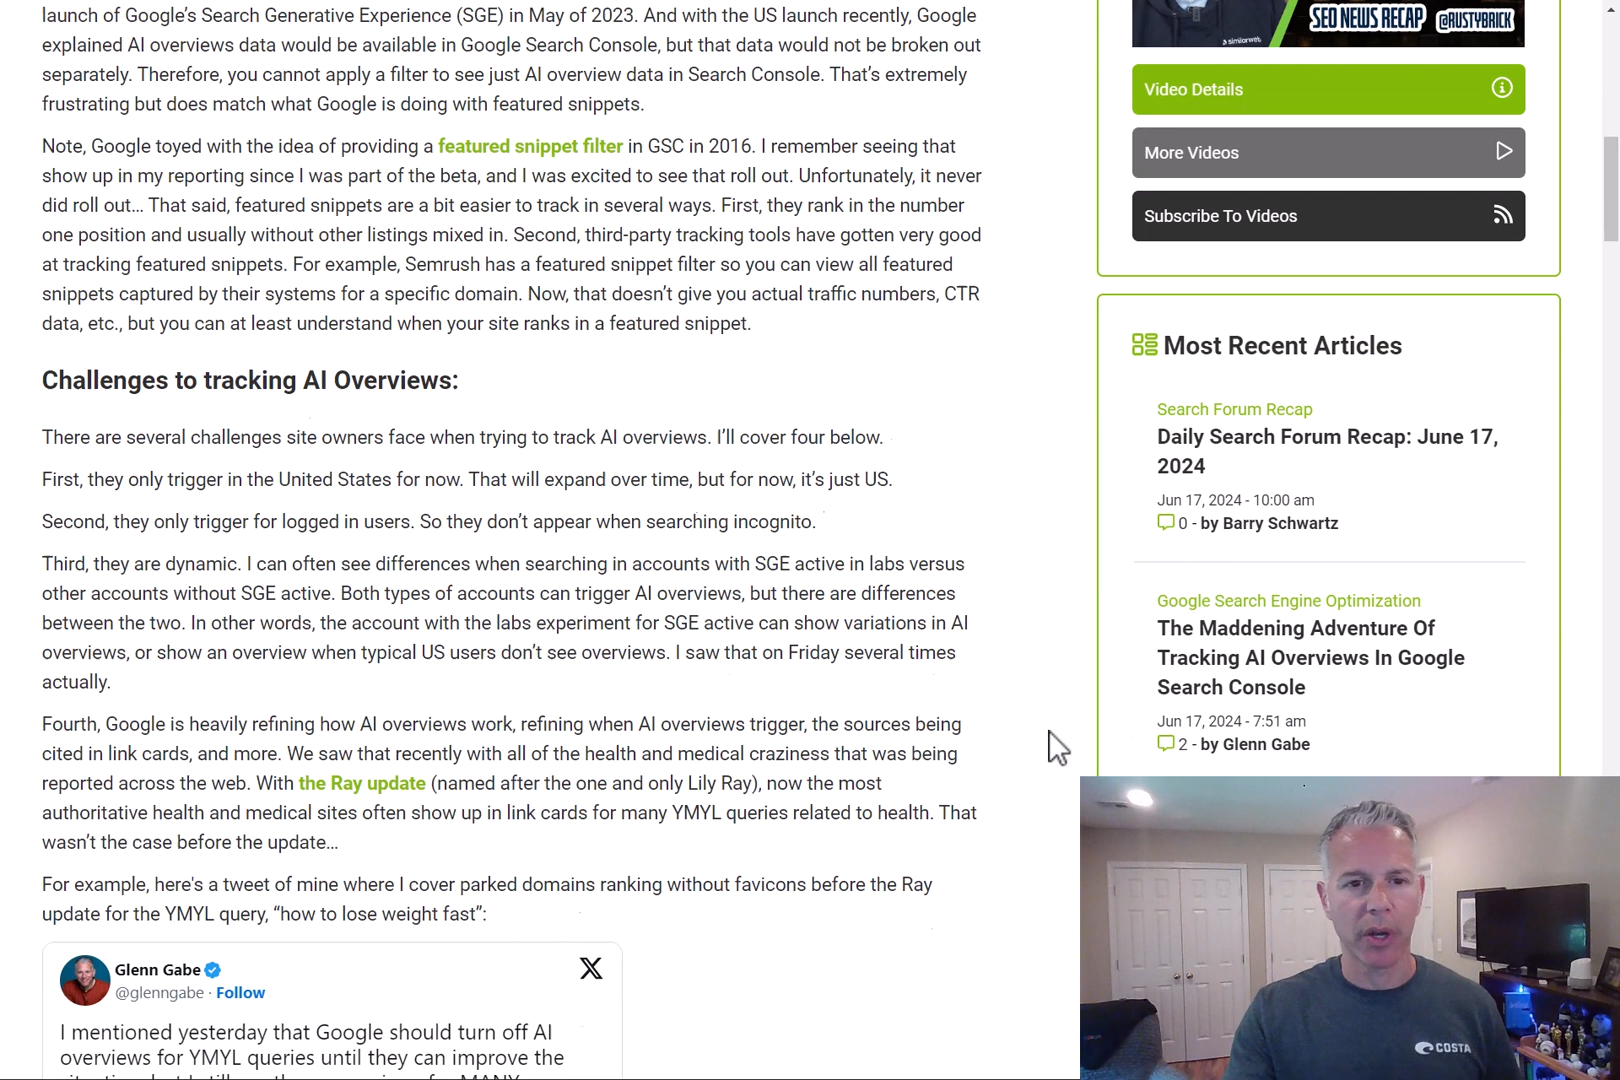 launch of Google’s Search Generative Experience (SGE) in May of 2023. And with the US launch recently, Google
explained AI overviews data would be available in Google Search Console, but that data would not be broken out
separately. Therefore, you cannot apply a filter to see just AI overview data in Search Console. That’s extremely
frustrating but does match what Google is doing with featured snippets.
Note, Google toyed with the idea of providing a featured snippet filter in GSC in 2016. I remember seeing that
show up in my reporting since I was part of the beta, and I was excited to see that roll out. Unfortunately, it never
did roll out… That said, featured snippets are a bit easier to track in several ways. First, they rank in the number
one position and usually without other listings mixed in. Second, third-party tracking tools have gotten very good
at tracking featured snippets. For example, Semrush has a featured snippet filter so you can view all featured
snippets captured by their systems for a specific domain. Now, that doesn’t give you actual traffic numbers, CTR
data, etc., but you can at least understand when your site ranks in a featured snippet.
Challenges to tracking AI Overviews:
There are several challenges site owners face when trying to track AI overviews. I’ll cover four below.
First, they only trigger in the United States for now. That will expand over time, but for now, it’s just US.
Second, they only trigger for logged in users. So they don’t appear when searching incognito.
Third, they are dynamic. I can often see differences when searching in accounts with SGE active in labs versus
other accounts without SGE active. Both types of accounts can trigger AI overviews, but there are differences
between the two. In other words, the account with the labs experiment for SGE active can show variations in AI
overviews, or show an overview when typical US users don’t see overviews. I saw that on Friday several times
actually.
Fourth, Google is heavily refining how AI overviews work, refining when AI overviews trigger, the sources being
cited in link cards, and more. We saw that recently with all of the health and medical craziness that was being
reported across the web. With the Ray update (named after the one and only Lily Ray), now the most
authoritative health and medical sites often show up in link cards for many YMYL queries related to health. That
wasn’t the case before the update…
For example, here's a tweet of mine where I cover parked domains ranking without favicons before the Ray
update for the YMYL query, “how to lose weight fast”:
Glenn Gabe
@glenngabe · Follow
I mentioned yesterday that Google should turn off AI
overviews for YMYL queries until they can improve the
similarweb
SEO NEWS RECAP @RUSTYBRICK
Video Details
More Videos
Subscribe To Videos
Most Recent Articles
Search Forum Recap
Daily Search Forum Recap: June 17,
2024
Jun 17, 2024 - 10:00 am
0 - by Barry Schwartz
Google Search Engine Optimization
The Maddening Adventure Of
Tracking AI Overviews In Google
Search Console
Jun 17, 2024 - 7:51 am
2 - by Glenn Gabe
COSTA